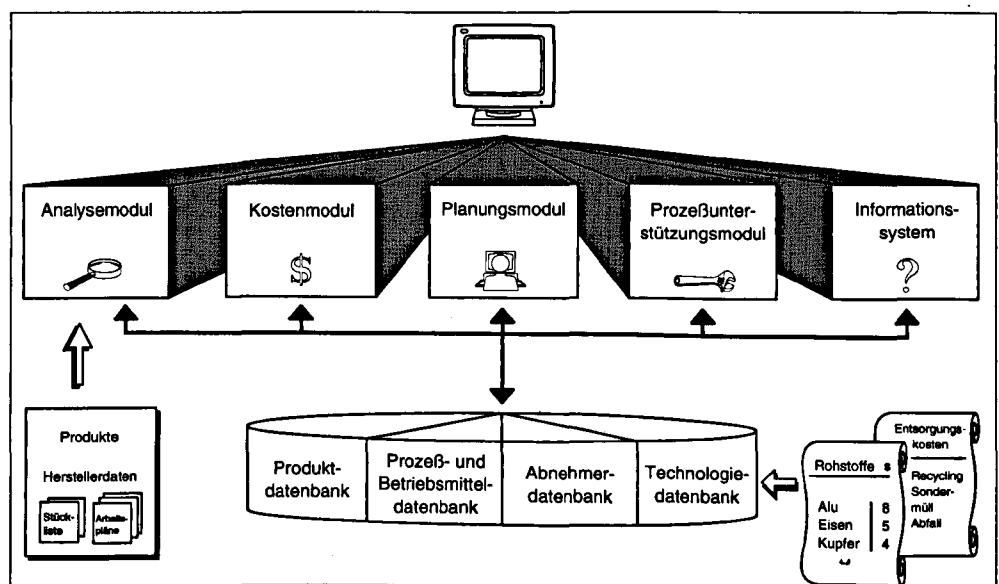 Analysemodul
Kostenmodul
$
Planungsmodul
Prozeßunter-
stützungsmodul
Informations-
system
?
Produkte
Herstellerdaten
Stück-
liste
Arbeits-
pläne
Produkt-
datenbank
Prozeß- und
Betriebsmittel-
datenbank
Abnehmer-
datenbank
Technologie-
datenbank
Rohstoffe s
Alu 6
Eisen 5
Kupfer 4
Entsorgungs-
kosten
Recycling
Sonder-
müll
Abfall